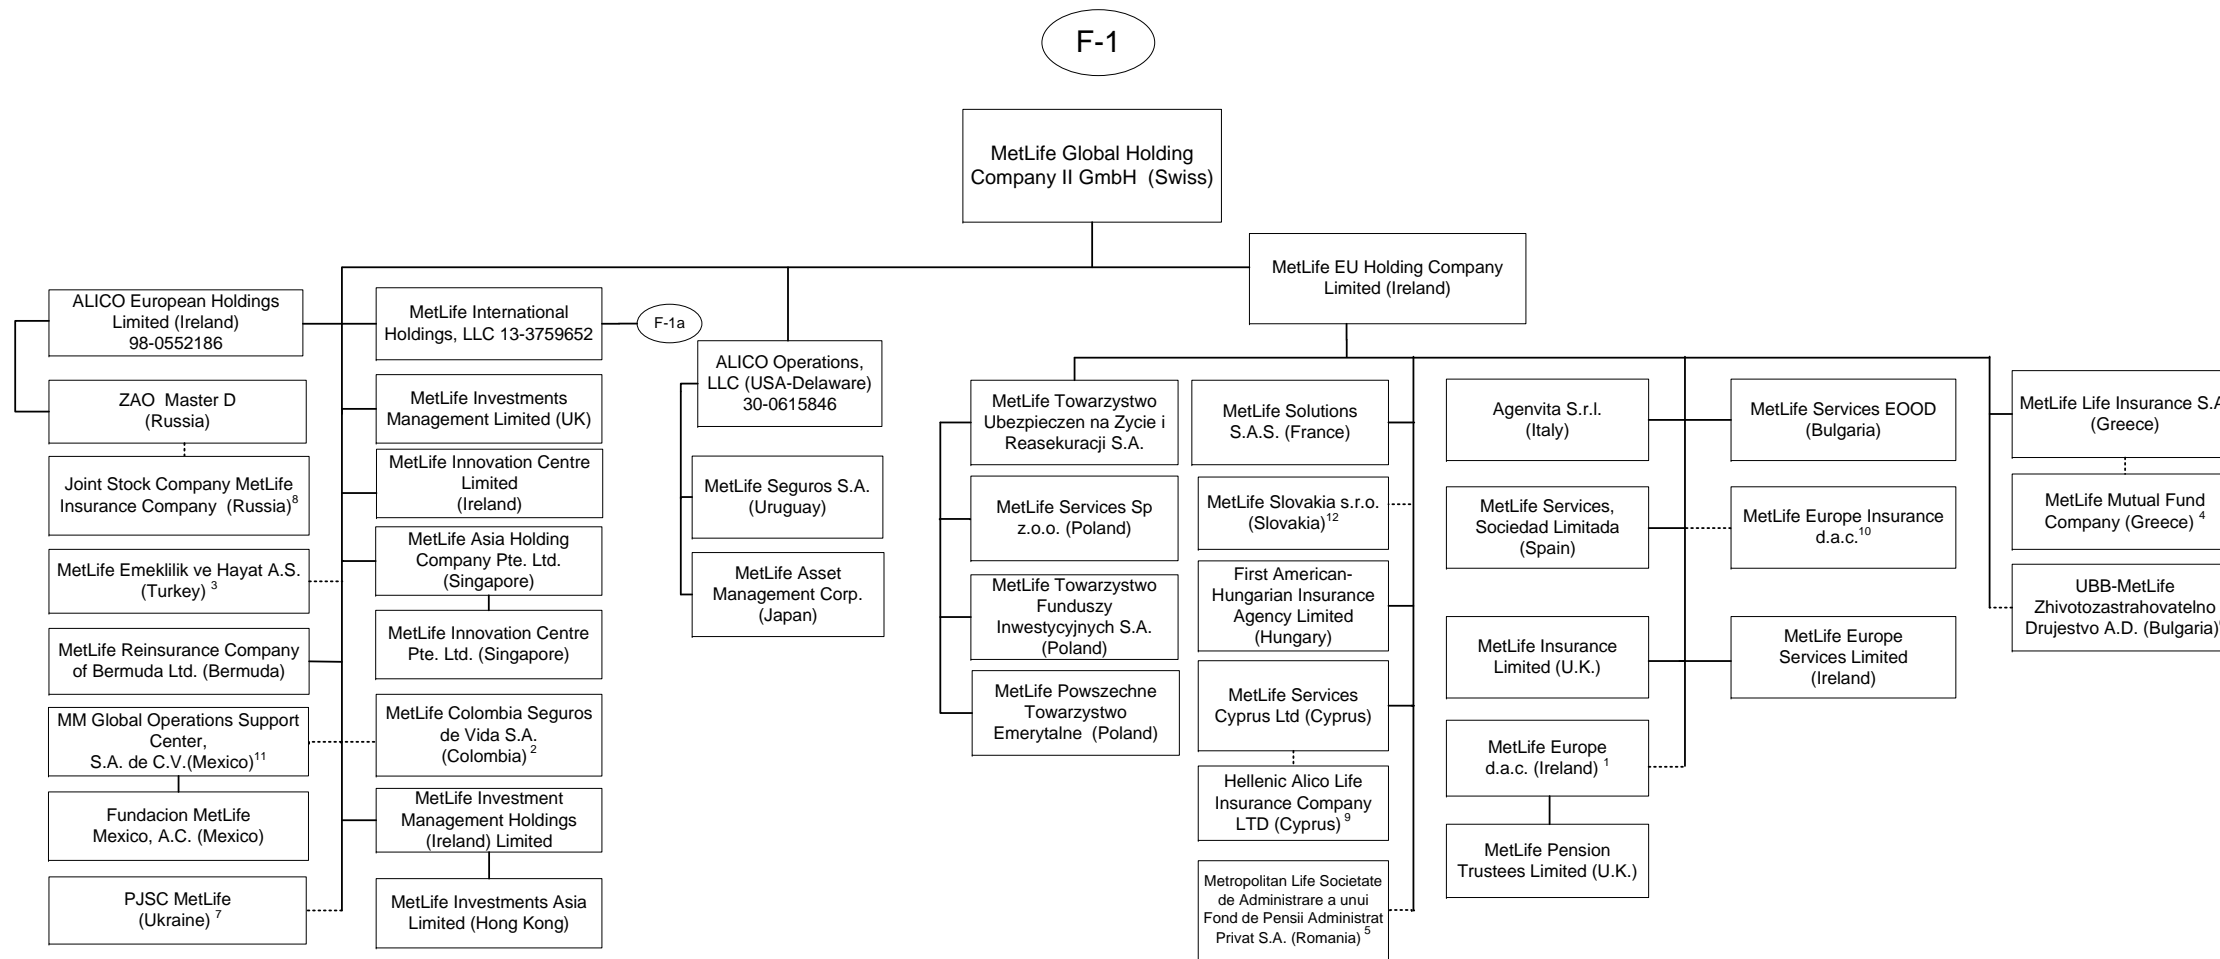 F-1
MetLife Global Holding
Company II GmbH (Swiss)
MetLife EU Holding Company
Limited (Ireland)
ALICO European Holdings
Limited (Ireland)
98-0552186
ZAO Master D
(Russia)
Joint Stock Company MetLife
Insurance Company (Russia) 8
MetLife Emeklilik ve Hayat A.S.
(Turkey) 3
MetLife Reinsurance Company
of Bermuda Ltd. (Bermuda)
MM Global Operations Support
Center,
S.A. de C.V.(Mexico) 11
Fundacion MetLife
Mexico, A.C. (Mexico)
PJSC MetLife
(Ukraine) 7
MetLife International
Holdings, LLC 13-3759652
F-1a
MetLife Investments
Management Limited (UK)
MetLife Innovation Centre
Limited
(Ireland)
MetLife Asia Holding
Company Pte. Ltd.
(Singapore)
MetLife Innovation Centre
Pte. Ltd. (Singapore)
MetLife Colombia Seguros
de Vida S.A.
(Colombia) 2
MetLife Investment
Management Holdings
(Ireland) Limited
MetLife Investments Asia
Limited (Hong Kong)
ALICO Operations,
LLC (USA-Delaware)
30-0615846
MetLife Seguros S.A.
(Uruguay)
MetLife Asset
Management Corp.
(Japan)
MetLife Towarzystwo
Ubezpieczen na Zycie i
Reasekuracji S.A.
MetLife Services Sp
z.o.o. (Poland)
MetLife Towarzystwo
Funduszy
Inwestycyjnych S.A.
(Poland)
MetLife Powszechne
Towarzystwo
Emerytalne (Poland)
MetLife Solutions
S.A.S. (France)
MetLife Slovakia s.r.o.
(Slovakia) 12
First American-
Hungarian Insurance
Agency Limited
(Hungary)
MetLife Services
Cyprus Ltd (Cyprus)
Hellenic Alico Life
Insurance Company
LTD (Cyprus) 9
Metropolitan Life Societate
de Administrare a unui
Fond de Pensii Administrat
Privat S.A. (Romania) 5
Agenvita S.r.l.
(Italy)
MetLife Services,
Sociedad Limitada
(Spain)
MetLife Insurance
Limited (U.K.)
MetLife Europe
d.a.c. (Ireland) 1
MetLife Pension
Trustees Limited (U.K.)
MetLife Services EOOD
(Bulgaria)
MetLife Europe Insurance
d.a.c. 10
MetLife Europe
Services Limited
(Ireland)
MetLife Life Insurance S.A
(Greece)
MetLife Mutual Fund
Company (Greece) 4
UBB-MetLife
Zhivotozastrahovatelno
Drujestvo A.D. (Bulgaria)